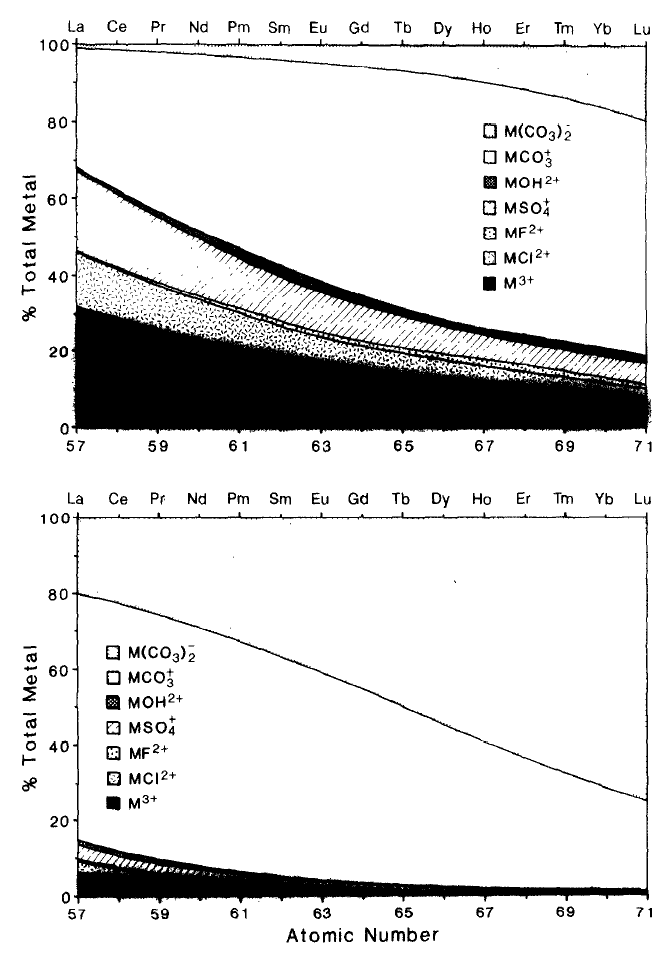 La Ce Pr Nd Pm Sm Eu Gd Tb Dy Ho Er Tm Yb Lu
100
80
60
40
20
0
% Total Metal
M(CO₃)₂⁻
MCO₃⁺
MOH²⁺
MSO₄⁺
MF²⁺
MCl²⁺
M³⁺
57 59 61 63 65 67 69 71
La Ce Pr Nd Pm Sm Eu Gd Tb Dy Ho Er Tm Yb Lu
100
80
60
40
20
0
% Total Metal
M(CO₃)₂⁻
MCO₃⁺
MOH²⁺
MSO₄⁺
MF²⁺
MCl²⁺
M³⁺
57 59 61 63 65 67 69 71
Atomic Number